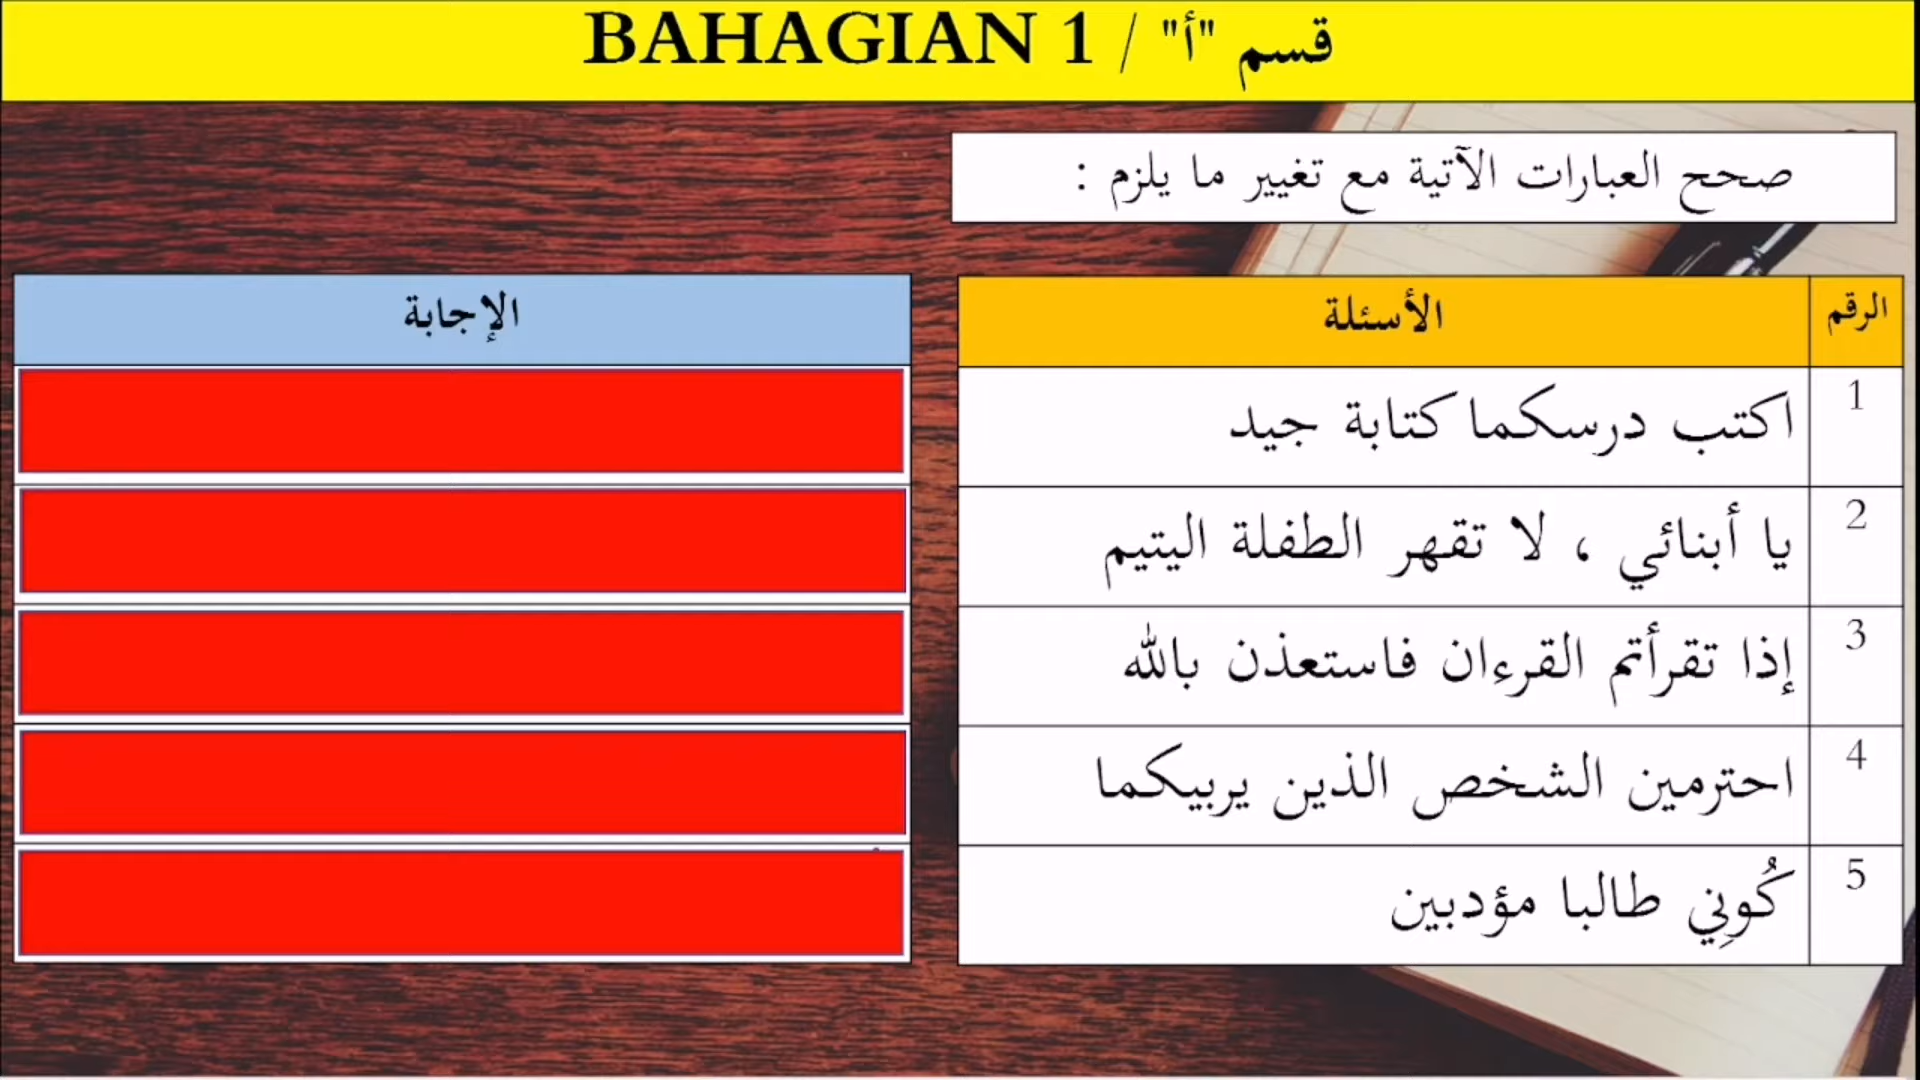 قسم "أ" / BAHAGIAN 1
صحح العبارات الآتية مع تغيير ما يلزم :
الرقم الأسئلة الإجابة
1 اكتب درسكما كتابة جيد
2 يا أبنائي ، لا تقهر الطفلة اليتيم
3 إذا تقرأتم القرءان فاستعذن بالله
4 احترمين الشخص الذين يربيكما
5 كُونِي طالبا مؤدبين